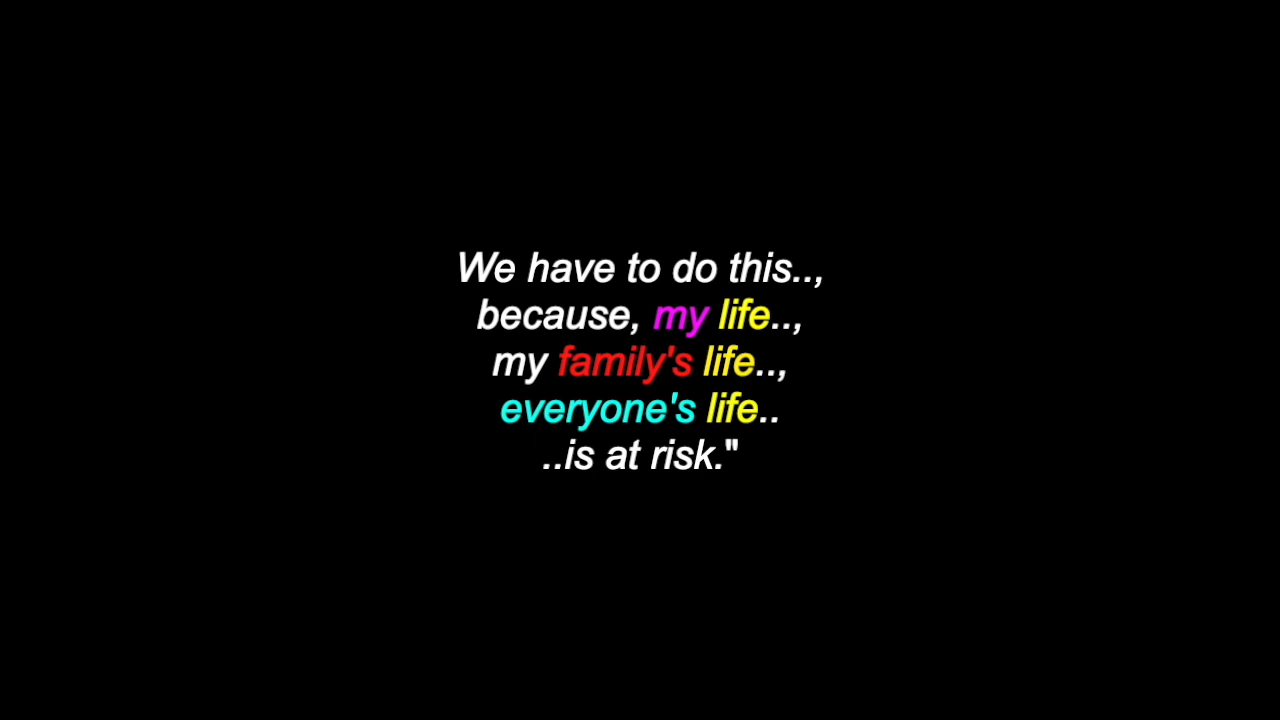 We have to do this..,
because, my life..,
my family's life..,
everyone's life..
..is at risk."